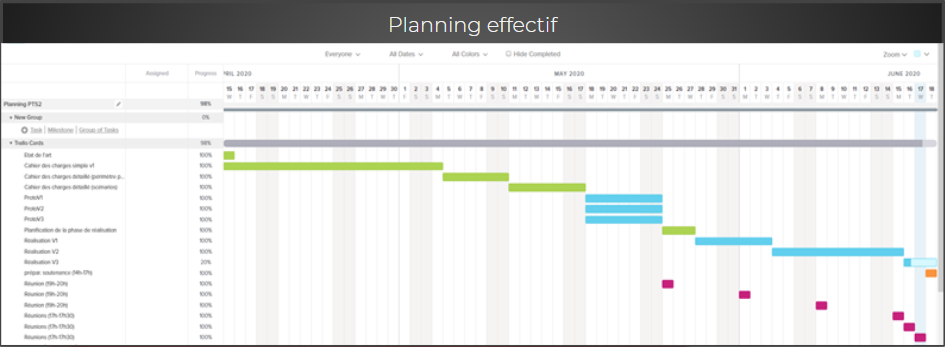 Planning effectif
Everyone All Dates All Colors Hide Completed Zoom
Assigned Progress RIL 2020 MAY 2020 JUNE 2020
15 16 17 18 19 20 21 22 23 24 25 26 27 28 29 30 1 2 3 4 5 6 7 8 9 10 11 12 13 14 15 16 17 18 19 20 21 22 23 24 25 26 27 28 29 30 31 1 2 3 4 5 6 7 8 9 10 11 12 13 14 15 16 17 18
W T F S S M T W T F S S M T W T F S S M T W T F S S M T W T F S S M T W T F S S M T W T F S S M T W T F S S M T W T F S S M T W T
Planning PTS2 98%
New Group 0%
Task | Milestone | Group of Tasks
Trello Cards 98%
Etat de l'art 100%
Cahier des charges simple v1 100%
Cahier des charges detaillé (périmètre p... 100%
Cahier des charges detaillé (scénarios) 100%
ProtoV1 100%
ProtoV2 100%
ProtoV3 100%
Planification de la phase de réalisation 100%
Réalisation V1 100%
Réalisation V2 100%
Réalisation V3 20%
prépar. soutenance (14h-17h) 100%
Réunion (19h-20h) 100%
Réunion (19h-20h) 100%
Réunion (19h-20h) 100%
Réunions (17h-17h30) 100%
Réunions (17h-17h30) 100%
Réunions (17h-17h30) 100%